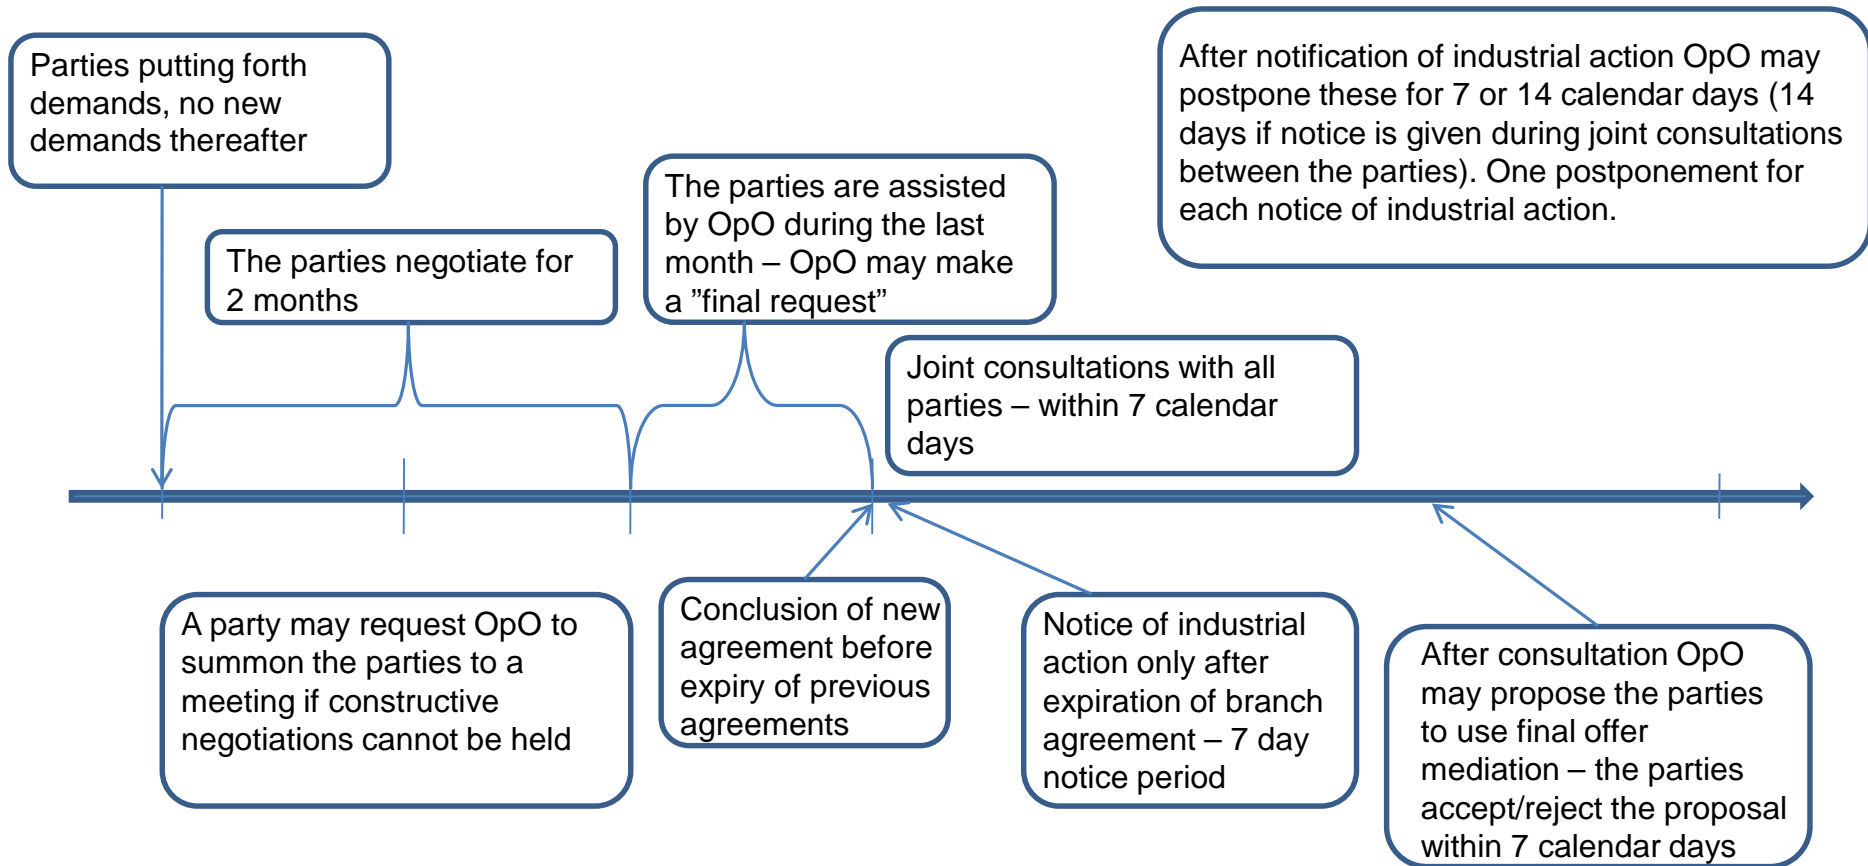 Parties putting forth
demands, no new
demands thereafter
After notification of industrial action OpO may
postpone these for 7 or 14 calendar days (14
days if notice is given during joint consultations
between the parties). One postponement for
each notice of industrial action.
The parties are assisted
by OpO during the last
month – OpO may make
a ”final request”
The parties negotiate for
2 months
Joint consultations with all
parties – within 7 calendar
days
A party may request OpO to
summon the parties to a
meeting if constructive
negotiations cannot be held
Conclusion of new
agreement before
expiry of previous
agreements
Notice of industrial
action only after
expiration of branch
agreement – 7 day
notice period
After consultation OpO
may propose the parties
to use final offer
mediation – the parties
accept/reject the proposal
within 7 calendar days